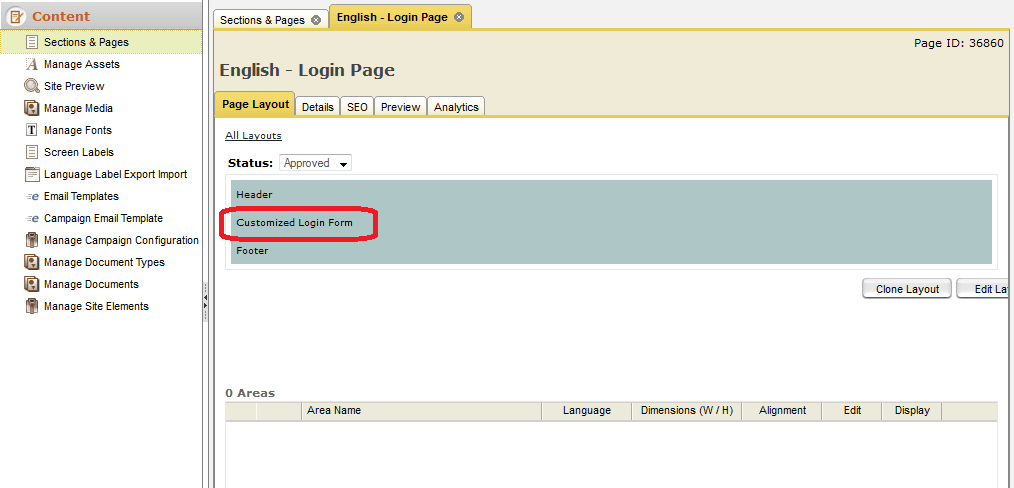 Content
Sections & Pages
Manage Assets
Site Preview
Manage Media
Manage Fonts
Screen Labels
Language Label Export Import
Email Templates
Campaign Email Template
Manage Campaign Configuration
Manage Document Types
Manage Documents
Manage Site Elements
Sections & Pages
English - Login Page
Page ID: 36860
English - Login Page
Page Layout Details SEO Preview Analytics
All Layouts
Status: Approved
Header
Customized Login Form
Footer
Clone Layout Edit La
0 Areas
Area Name Language Dimensions (W / H) Alignment Edit Display